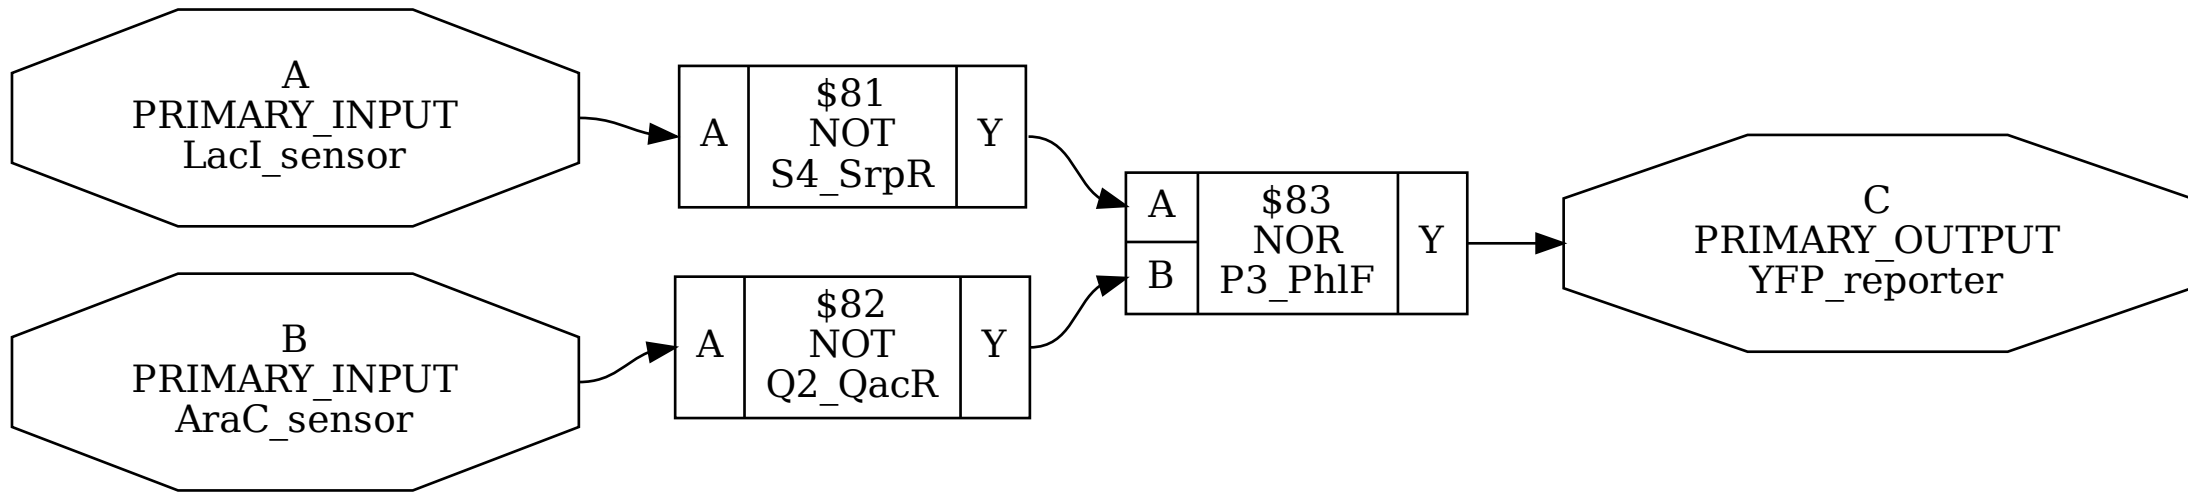 A
PRIMARY_INPUT
LacI_sensor
A
$81
NOT
S4_SrpR
Y
B
PRIMARY_INPUT
AraC_sensor
A
$82
NOT
Q2_QacR
Y
A
B
$83
NOR
P3_PhlF
Y
C
PRIMARY_OUTPUT
YFP_reporter